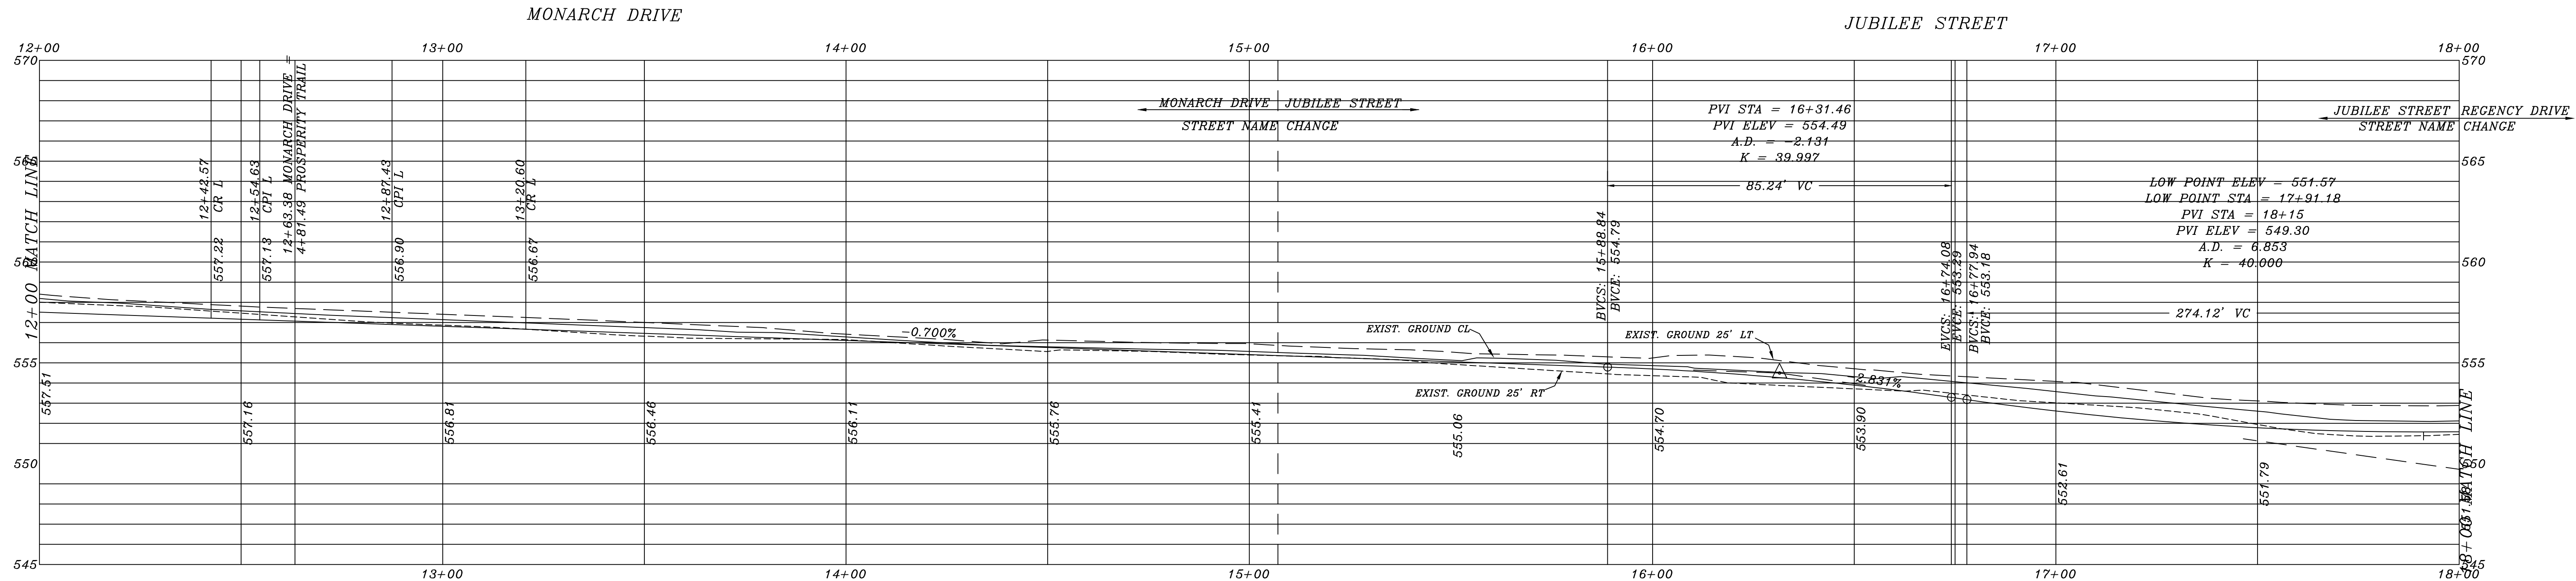 MONARCH DRIVE
JUBILEE STREET
12+00
13+00
14+00
15+00
16+00
17+00
18+00
570
570
565
565
560
560
555
555
550
550
545
545
12+00 MATCH LINE
12+42.57
CR L
557.22
12+54.63
CPI L
557.13
12+63.38 MONARCH DRIVE =
4+81.49 PROSPERITY TRAIL
12+87.43
CPI L
556.90
13+20.60
CR L
556.67
MONARCH DRIVE
JUBILEE STREET
STREET NAME CHANGE
PVI STA = 16+31.46
PVI ELEV = 554.49
A.D. = -2.131
K = 39.997
85.24' VC
BVCS: 15+88.84
BVCE: 554.79
EVCS: 16+74.08
EVCE: 553.29
BVCS: 16+77.94
BVCE: 553.18
JUBILEE STREET
REGENCY DRIVE
STREET NAME CHANGE
LOW POINT ELEV = 551.57
LOW POINT STA = 17+91.18
PVI STA = 18+15
PVI ELEV = 549.30
A.D. = 6.853
K = 40.000
274.12' VC
-0.700%
EXIST. GROUND CL
EXIST. GROUND 25' LT
EXIST. GROUND 25' RT
-2.831%
557.51
557.16
556.81
556.46
556.11
555.76
555.41
555.06
554.70
553.90
552.61
551.79
18+00 MATCH LINE
13+00
14+00
15+00
16+00
17+00
18+00